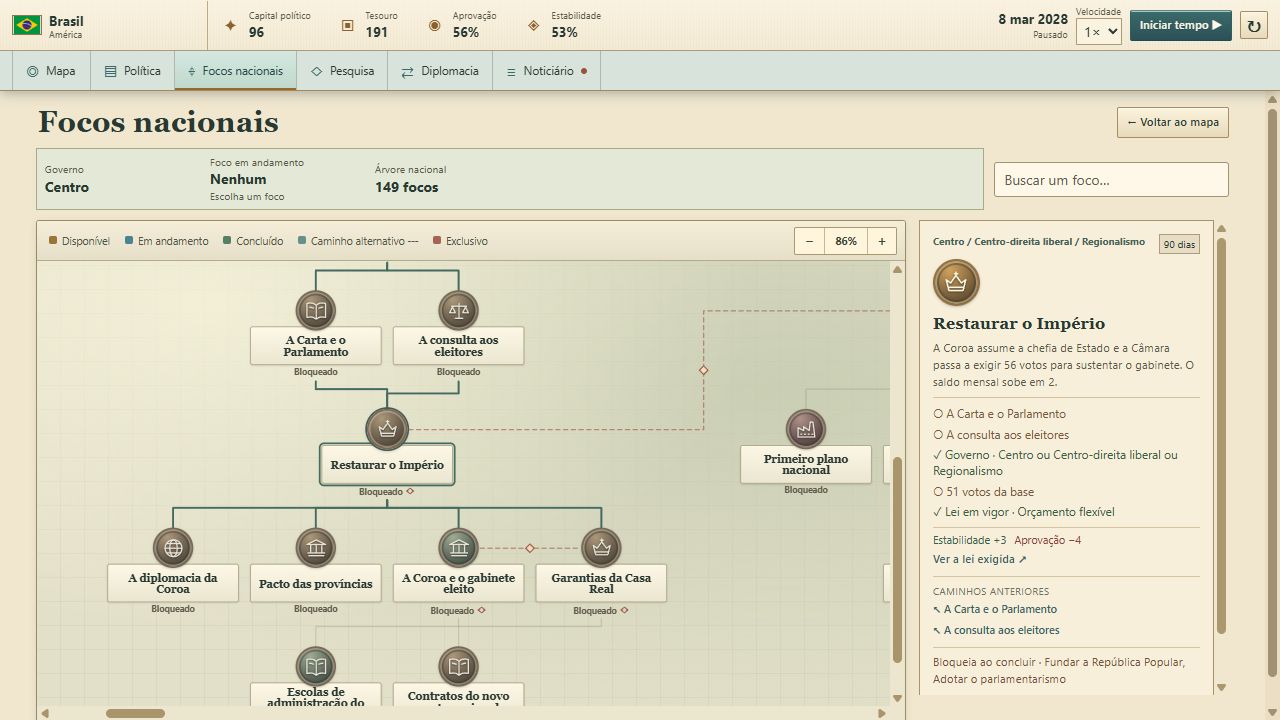 Brasil
América
Capital político
96
Tesouro
191
Aprovação
56%
Estabilidade
53%
8 mar 2028
Pausado
Velocidade
1×
Iniciar tempo ▶
↻
Mapa
Política
Focos nacionais
Pesquisa
Diplomacia
Noticiário
Focos nacionais
← Voltar ao mapa
Governo
Centro
Foco em andamento
Nenhum
Escolha um foco
Árvore nacional
149 focos
Buscar um foco...
Disponível
Em andamento
Concluído
Caminho alternativo ---
Exclusivo
− 86% +
A Carta e o
Parlamento
Bloqueado
A consulta aos
eleitores
Bloqueado
Restaurar o Império
Bloqueado
Primeiro plano
nacional
Bloqueado
A diplomacia da
Coroa
Bloqueado
Pacto das províncias
Bloqueado
A Coroa e o gabinete
eleito
Bloqueado
Garantias da Casa
Real
Bloqueado
Escolas de
administração do
Contratos do novo
Centro / Centro-direita liberal / Regionalismo
90 dias
Restaurar o Império
A Coroa assume a chefia de Estado e a Câmara
passa a exigir 56 votos para sustentar o gabinete. O
saldo mensal sobe em 2.
○ A Carta e o Parlamento
○ A consulta aos eleitores
✓ Governo · Centro ou Centro-direita liberal ou
Regionalismo
○ 51 votos da base
✓ Lei em vigor · Orçamento flexível
Estabilidade +3 Aprovação −4
Ver a lei exigida ↗
CAMINHOS ANTERIORES
↖ A Carta e o Parlamento
↖ A consulta aos eleitores
Bloqueia ao concluir · Fundar a República Popular,
Adotar o parlamentarismo